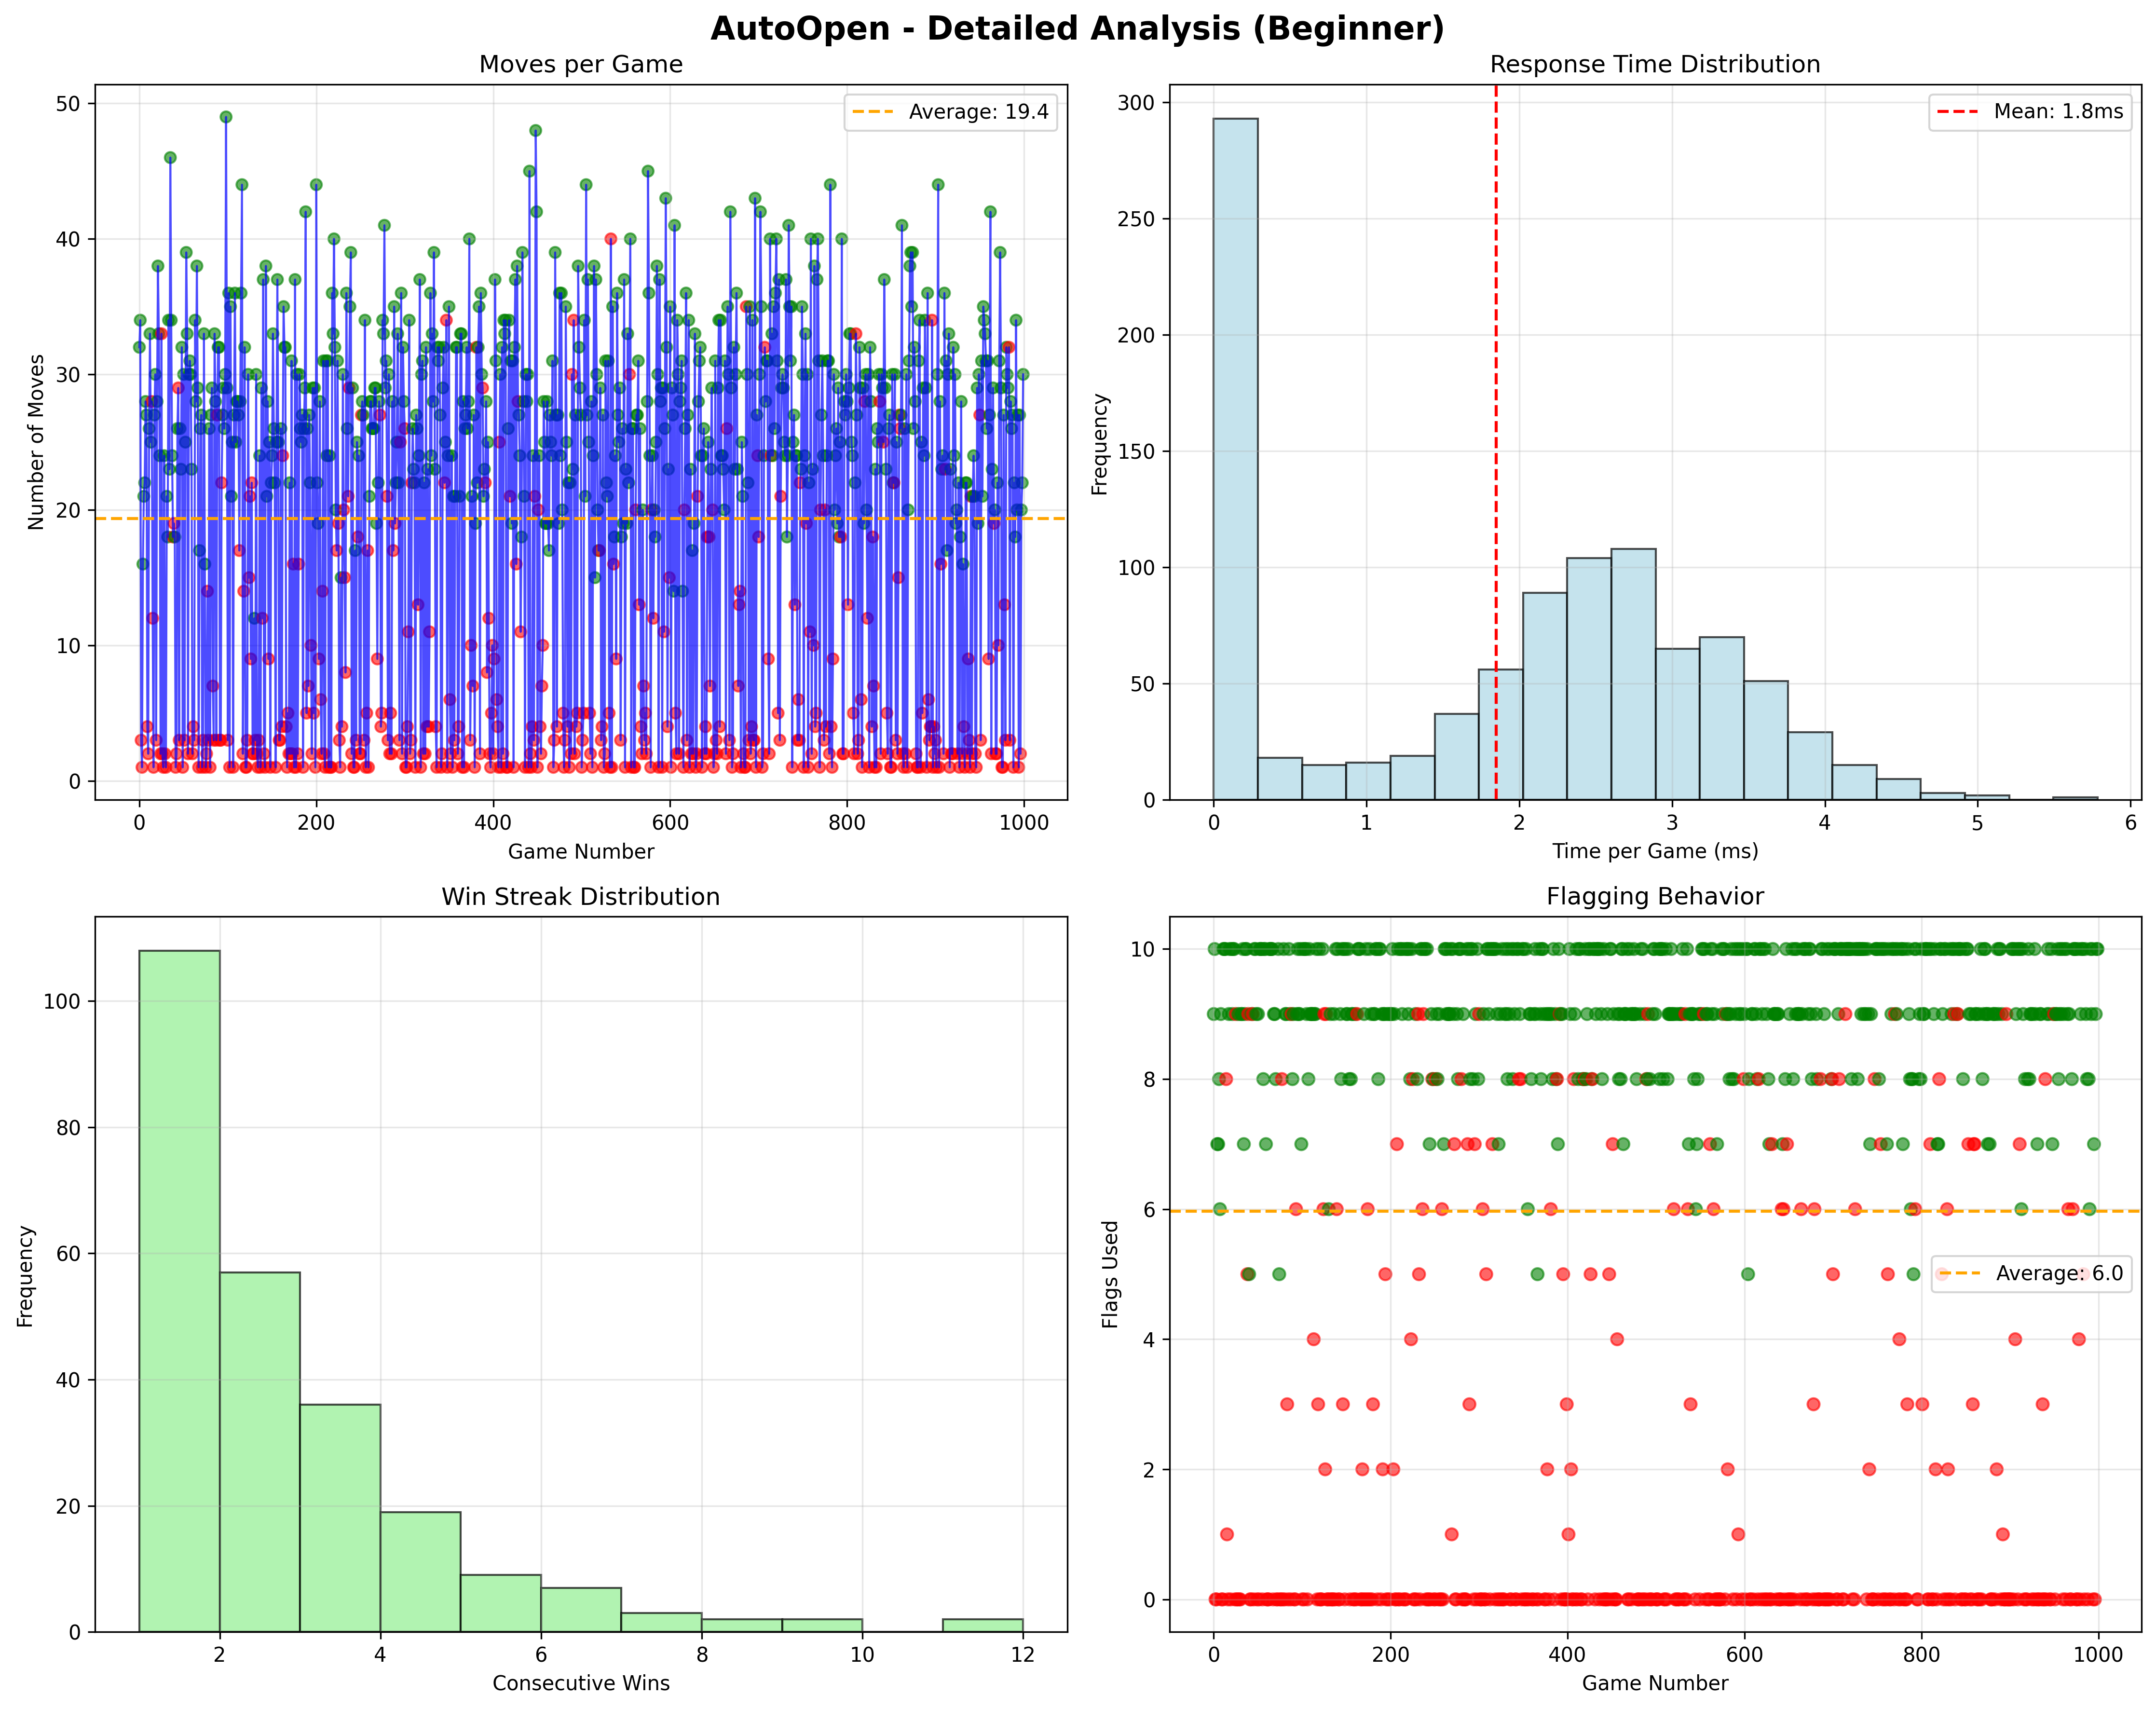 AutoOpen - Detailed Analysis (Beginner)
Moves per Game
Number of Moves
50
40
30
20
10
0
Average: 19.4
0 200 400 600 800 1000
Game Number
Response Time Distribution
Frequency
300
250
200
150
100
50
0
Mean: 1.8ms
0 1 2 3 4 5 6
Time per Game (ms)
Win Streak Distribution
Frequency
100
80
60
40
20
0
2 4 6 8 10 12
Consecutive Wins
Flagging Behavior
Flags Used
10
8
6
4
2
0
Average: 6.0
0 200 400 600 800 1000
Game Number